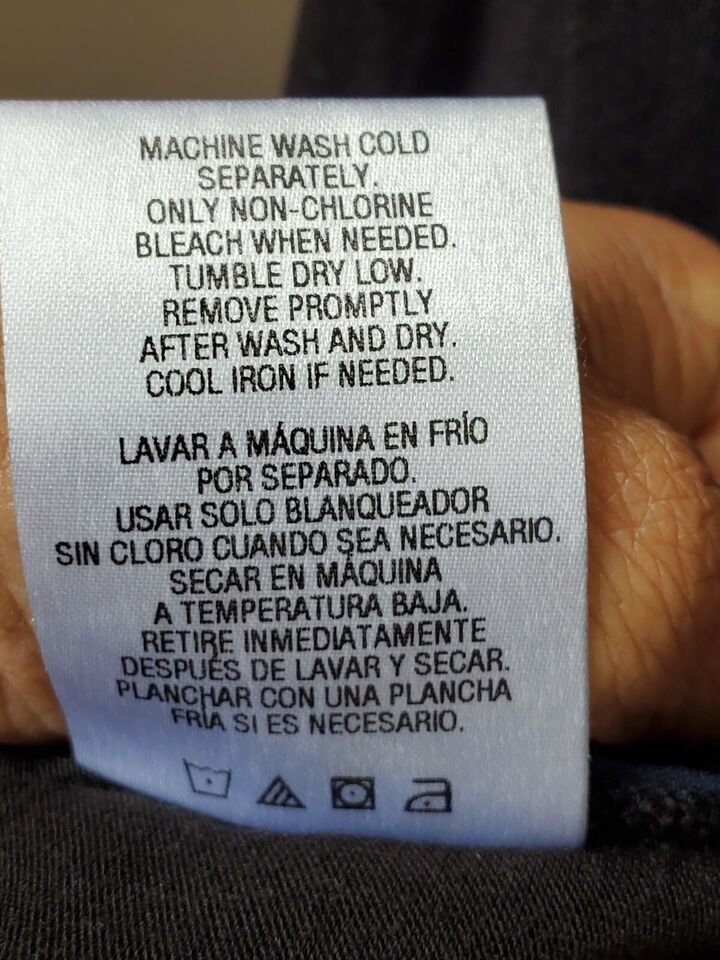 MACHINE WASH COLD
SEPARATELY.
ONLY NON-CHLORINE
BLEACH WHEN NEEDED.
TUMBLE DRY LOW.
REMOVE PROMPTLY
AFTER WASH AND DRY.
COOL IRON IF NEEDED.
LAVAR A MÁQUINA EN FRÍO
POR SEPARADO.
USAR SOLO BLANQUEADOR
SIN CLORO CUANDO SEA NECESARIO.
SECAR EN MÁQUINA
A TEMPERATURA BAJA.
RETIRE INMEDIATAMENTE
DESPUÉS DE LAVAR Y SECAR.
PLANCHAR CON UNA PLANCHA
FRÍA SI ES NECESARIO.